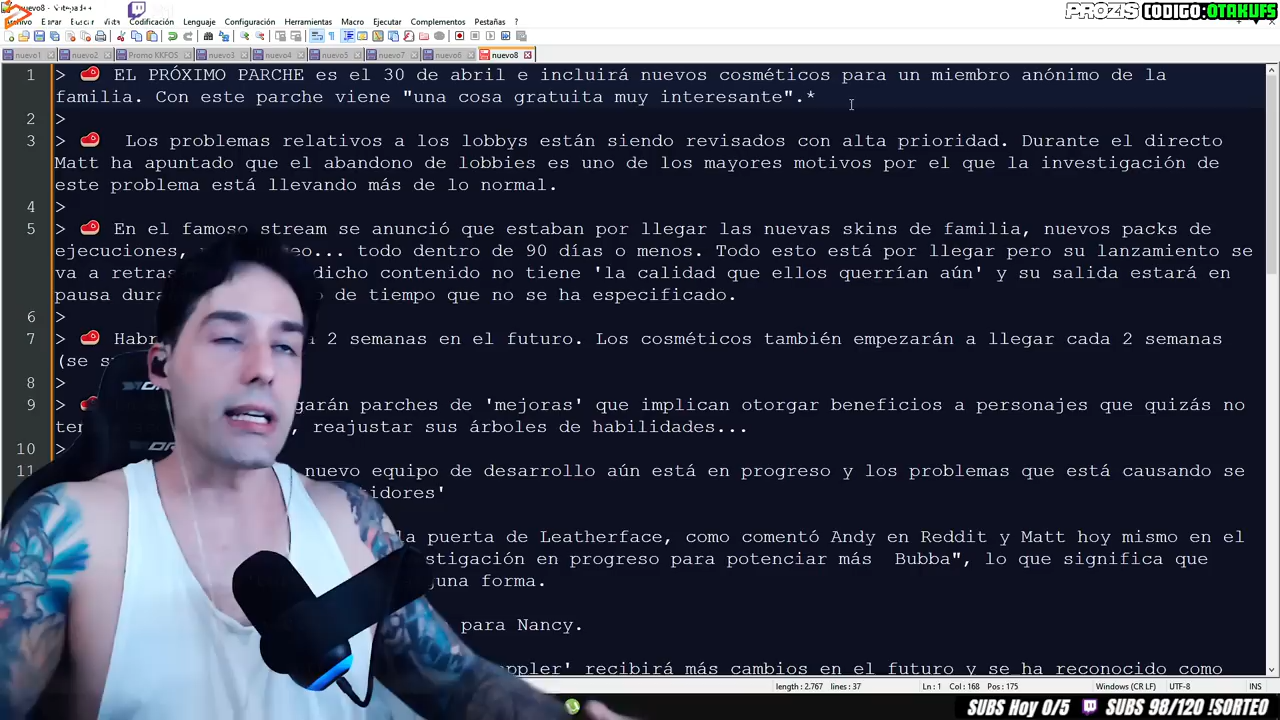 PROZIS CODIGO:OTAKUFS
Codificación Lenguaje Configuración Herramientas Macro Ejecutar Complementos Pestañas ?
nuevo1 nuevo2 Promo KKFOS nuevo3 nuevo4 nuevo5 nuevo7 nuevo6 nuevo8
1 > EL PRÓXIMO PARCHE es el 30 de abril e incluirá nuevos cosméticos para un miembro anónimo de la
familia. Con este parche viene "una cosa gratuita muy interesante".*
2 >
3 > Los problemas relativos a los lobbys están siendo revisados con alta prioridad. Durante el directo
Matt ha apuntado que el abandono de lobbies es uno de los mayores motivos por el que la investigación de
este problema está llevando más de lo normal.
4 >
5 > En el famoso stream se anunció que estaban por llegar las nuevas skins de familia, nuevos packs de
ejecuciones, todo dentro de 90 días o menos. Todo esto está por llegar pero su lanzamiento se
va a dicho contenido no tiene 'la calidad que ellos querrían aún' y su salida estará en
pausa de tiempo que no se ha especificado.
6 >
7 > 2 semanas en el futuro. Los cosméticos también empezarán a llegar cada 2 semanas
(se
8 >
9 > parches de 'mejoras' que implican otorgar beneficios a personajes que quizás no
reajustar sus árboles de habilidades...
10 >
11 nuevo equipo de desarrollo aún está en progreso y los problemas que está causando se
la puerta de Leatherface, como comentó Andy en Reddit y Matt hoy mismo en el
en progreso para potenciar más Bubba", lo que significa que
forma.
para Nancy.
recibirá más cambios en el futuro y se ha reconocido como
length : 2.767 lines : 37 Ln : 1 Col : 168 Pos : 175 Windows (CR LF) UTF-8 INS
SUBS Hoy 0/5 SUBS 98/120 !SORTEO